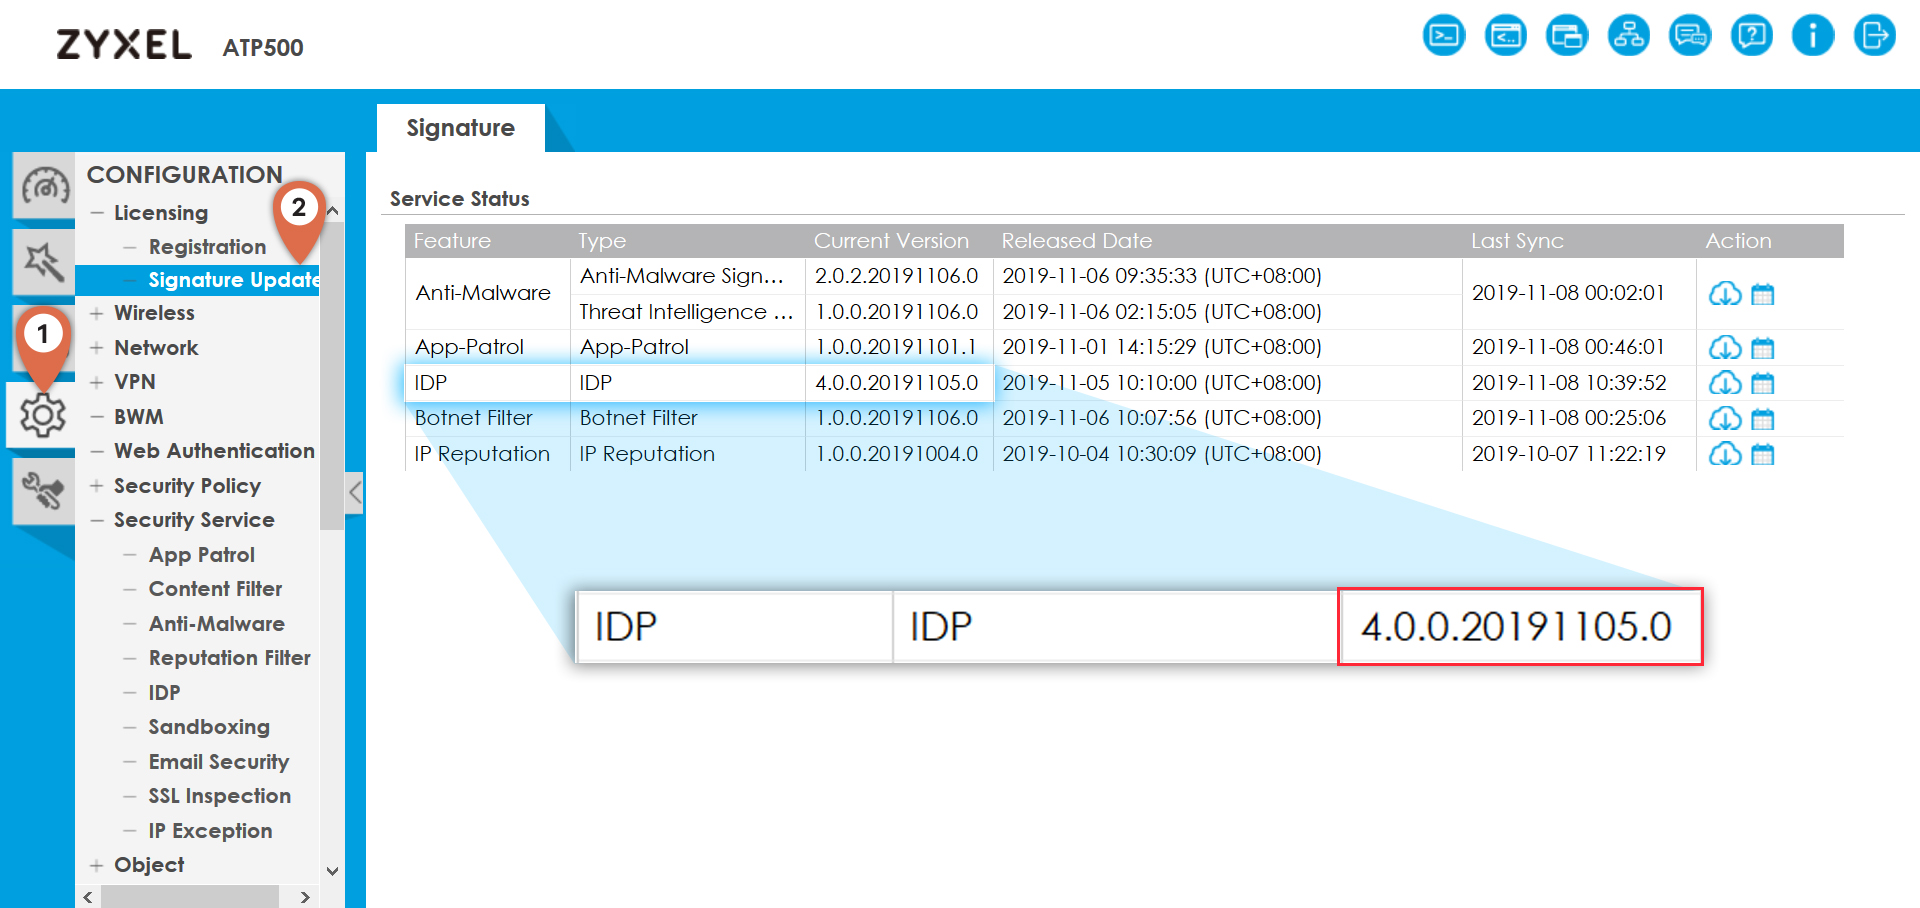 ZYXEL ATP500
Signature
CONFIGURATION
Licensing
Registration
Signature Update
Wireless
Network
VPN
BWM
Web Authentication
Security Policy
Security Service
App Patrol
Content Filter
Anti-Malware
Reputation Filter
IDP
Sandboxing
Email Security
SSL Inspection
IP Exception
Object
1
2
Service Status
Feature Type Current Version Released Date Last Sync Action
Anti-Malware Anti-Malware Sign... 2.0.2.20191106.0 2019-11-06 09:35:33 (UTC+08:00) 2019-11-08 00:02:01
Threat Intelligence ... 1.0.0.20191106.0 2019-11-06 02:15:05 (UTC+08:00)
App-Patrol App-Patrol 1.0.0.20191101.1 2019-11-01 14:15:29 (UTC+08:00) 2019-11-08 00:46:01
IDP IDP 4.0.0.20191105.0 2019-11-05 10:10:00 (UTC+08:00) 2019-11-08 10:39:52
Botnet Filter Botnet Filter 1.0.0.20191106.0 2019-11-06 10:07:56 (UTC+08:00) 2019-11-08 00:25:06
IP Reputation IP Reputation 1.0.0.20191004.0 2019-10-04 10:30:09 (UTC+08:00) 2019-10-07 11:22:19
IDP IDP 4.0.0.20191105.0